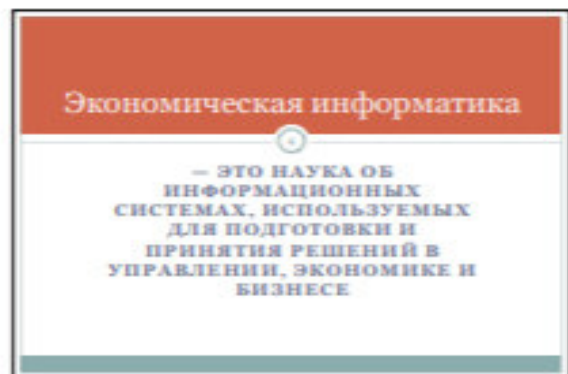 Экономическая информатика
— ЭТО НАУКА ОБ
ИНФОРМАЦИОННЫХ
СИСТЕМАХ, ИСПОЛЬЗУЕМЫХ
ДЛЯ ПОДГОТОВКИ И
ПРИНЯТИЯ РЕШЕНИЙ В
УПРАВЛЕНИИ, ЭКОНОМИКЕ И
БИЗНЕСЕ